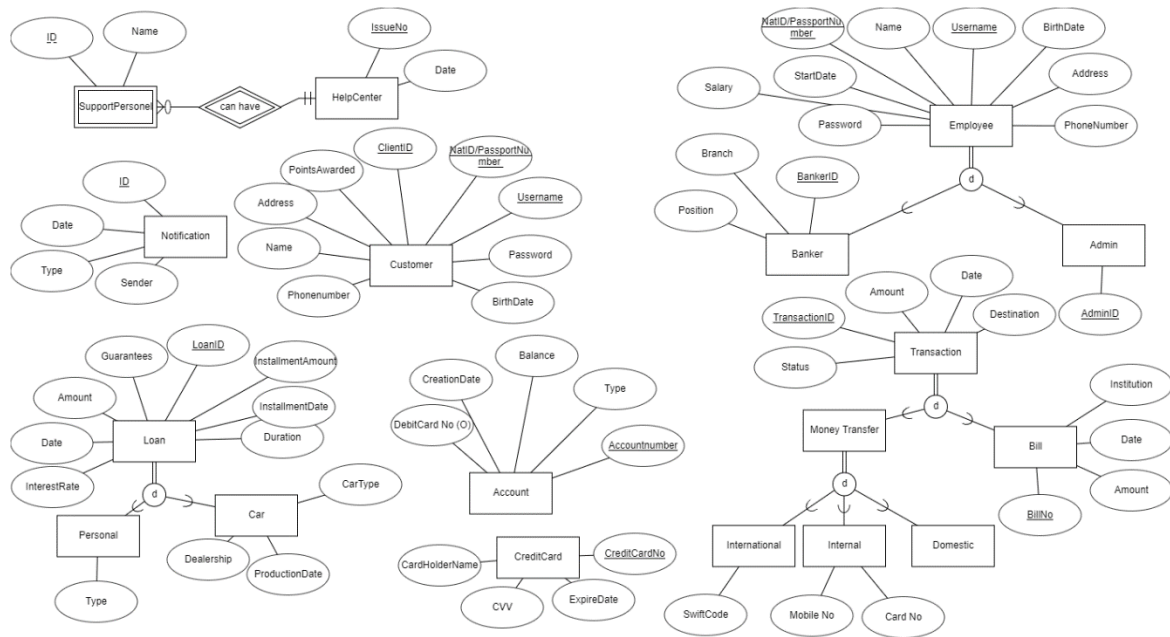 ID
Name
IssueNo
Date
SupportPersonel
can have
HelpCenter
NatID/PassportNu
mber
Name
Username
BirthDate
Address
StartDate
Salary
Password
Employee
PhoneNumber
d
Branch
BankerID
Position
Banker
Admin
AdminID
ID
Date
Notification
Type
Sender
ClientID
NatID/PassportNu
mber
PointsAwarded
Address
Username
Name
Customer
Password
Phonenumber
BirthDate
Date
Amount
TransactionID
Destination
Status
Transaction
d
Institution
Money Transfer
Bill
Date
Amount
BillNo
d
International
Internal
Domestic
SwiftCode
Mobile No
Card No
Guarantees
LoanID
InstallmentAmount
Amount
InstallmentDate
Date
Loan
Duration
InterestRate
d
CarType
Personal
Car
Dealership
ProductionDate
Type
Balance
CreationDate
Type
DebitCard No (O)
Accountnumber
Account
CreditCardNo
CardHolderName
CreditCard
CVV
ExpireDate